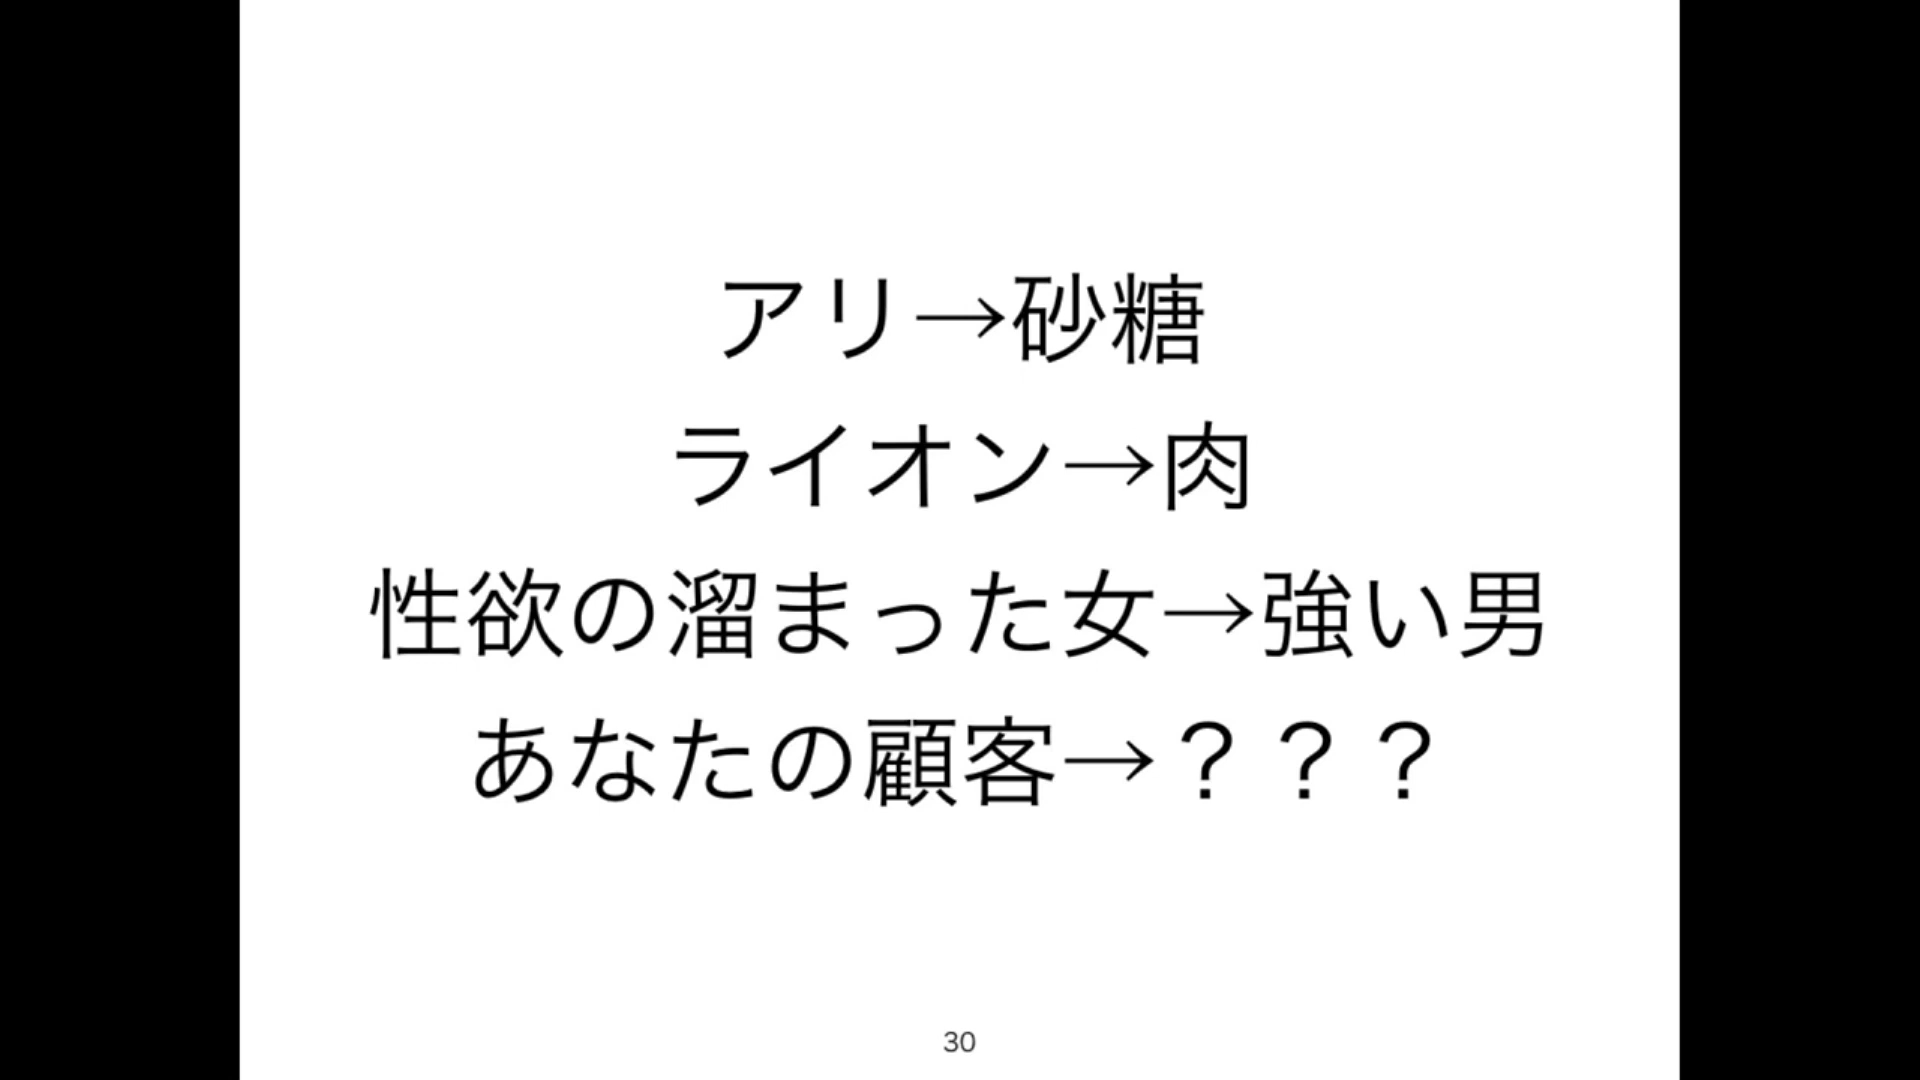 アリ→砂糖
ライオン→肉
性欲の溜まった女→強い男
あなたの顧客→？？？
30